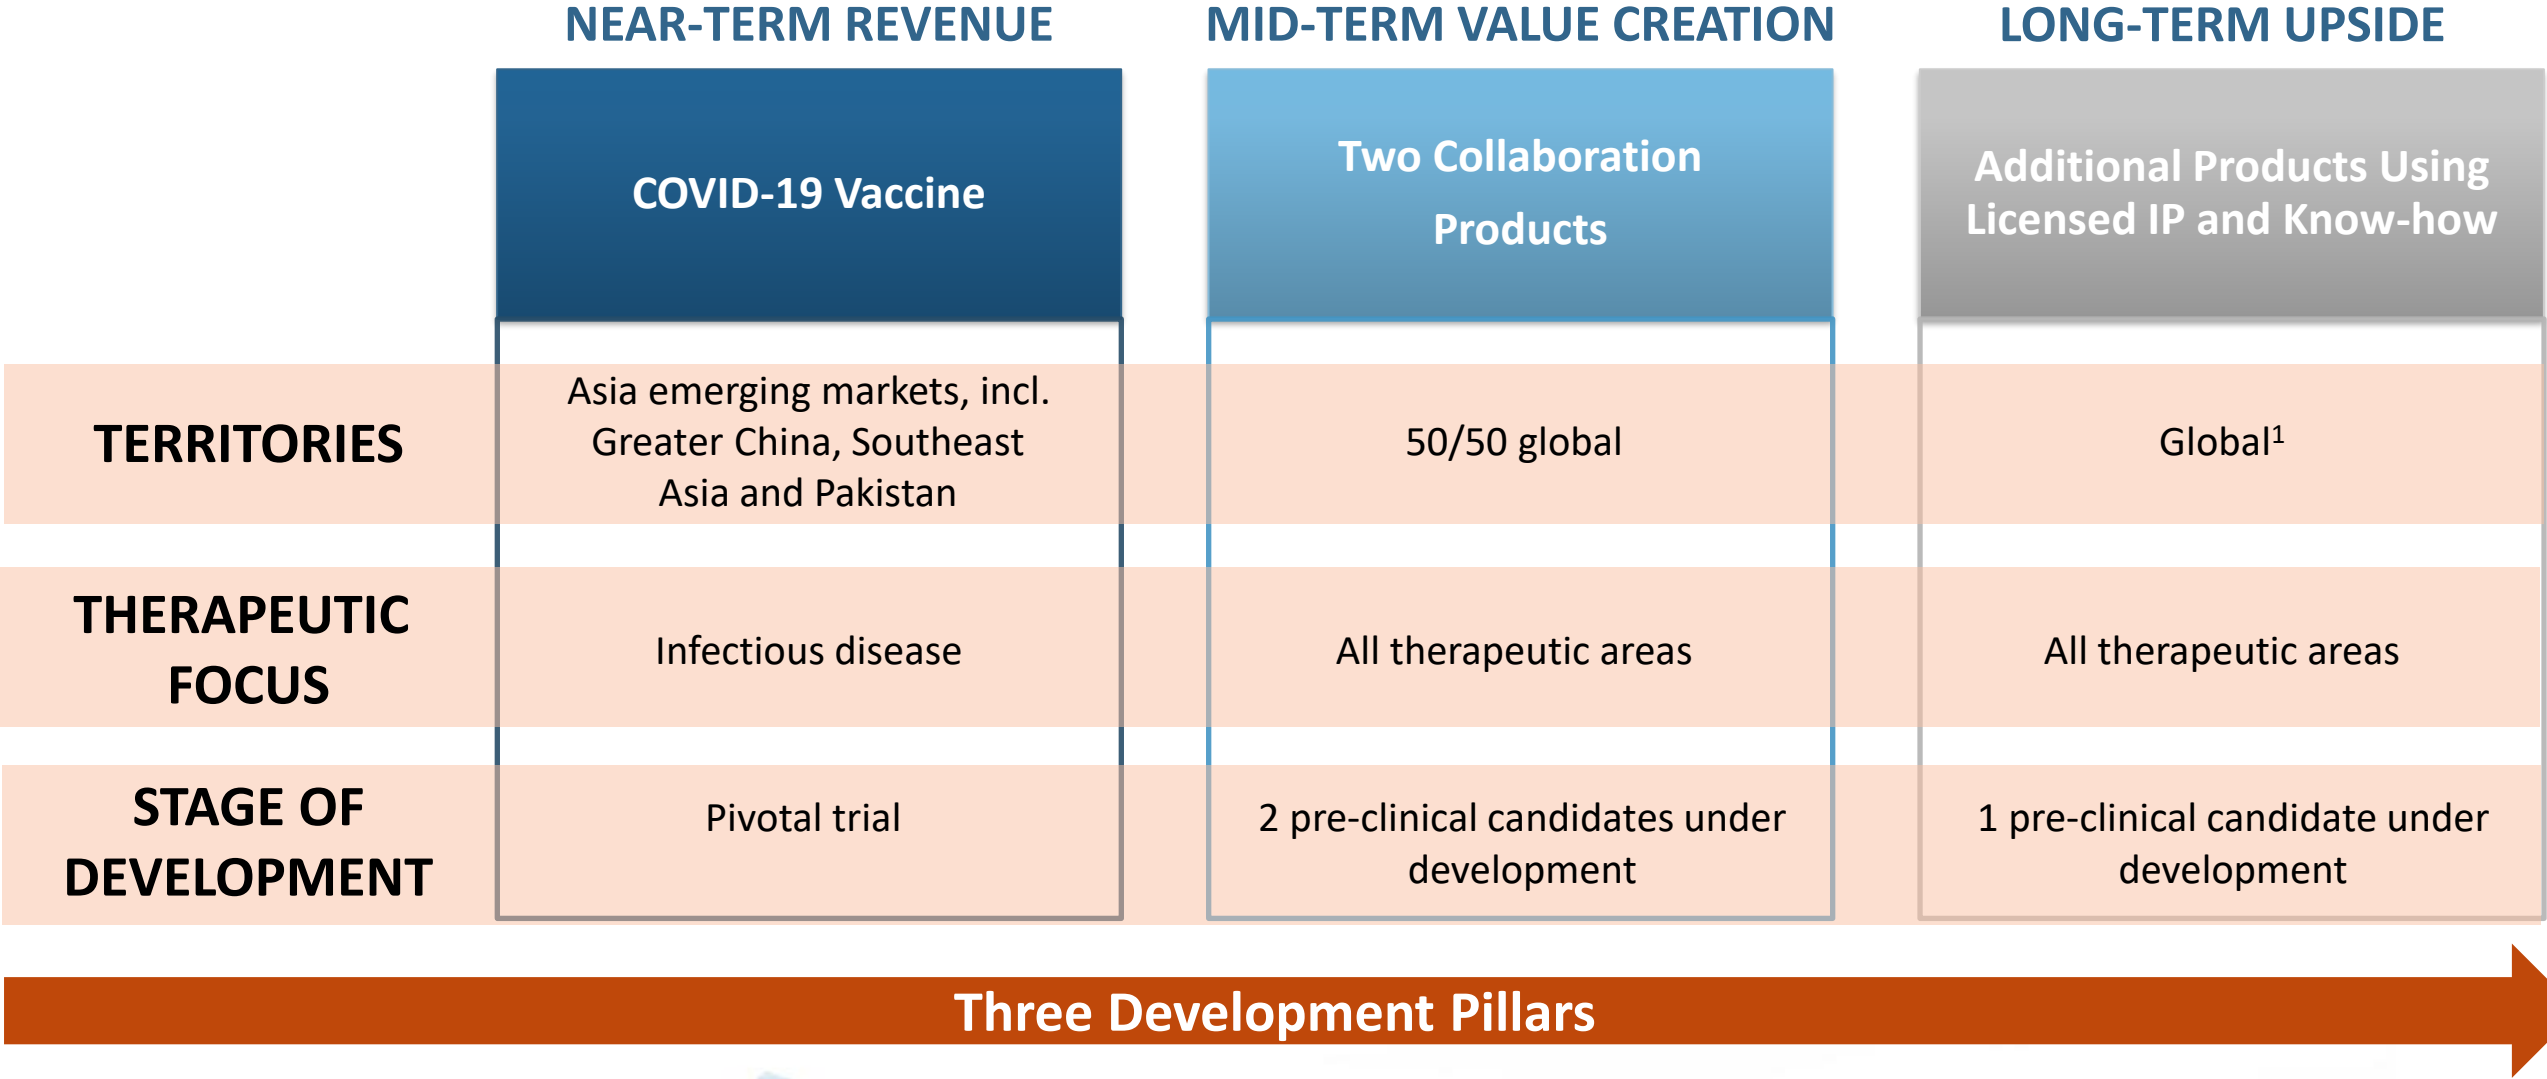 NEAR-TERM REVENUE
MID-TERM VALUE CREATION
LONG-TERM UPSIDE
COVID-19 Vaccine
Two Collaboration
Products
Additional Products Using
Licensed IP and Know-how
TERRITORIES
Asia emerging markets, incl.
Greater China, Southeast
Asia and Pakistan
50/50 global
Global¹
THERAPEUTIC
FOCUS
Infectious disease
All therapeutic areas
All therapeutic areas
STAGE OF
DEVELOPMENT
Pivotal trial
2 pre-clinical candidates under
development
1 pre-clinical candidate under
development
Three Development Pillars